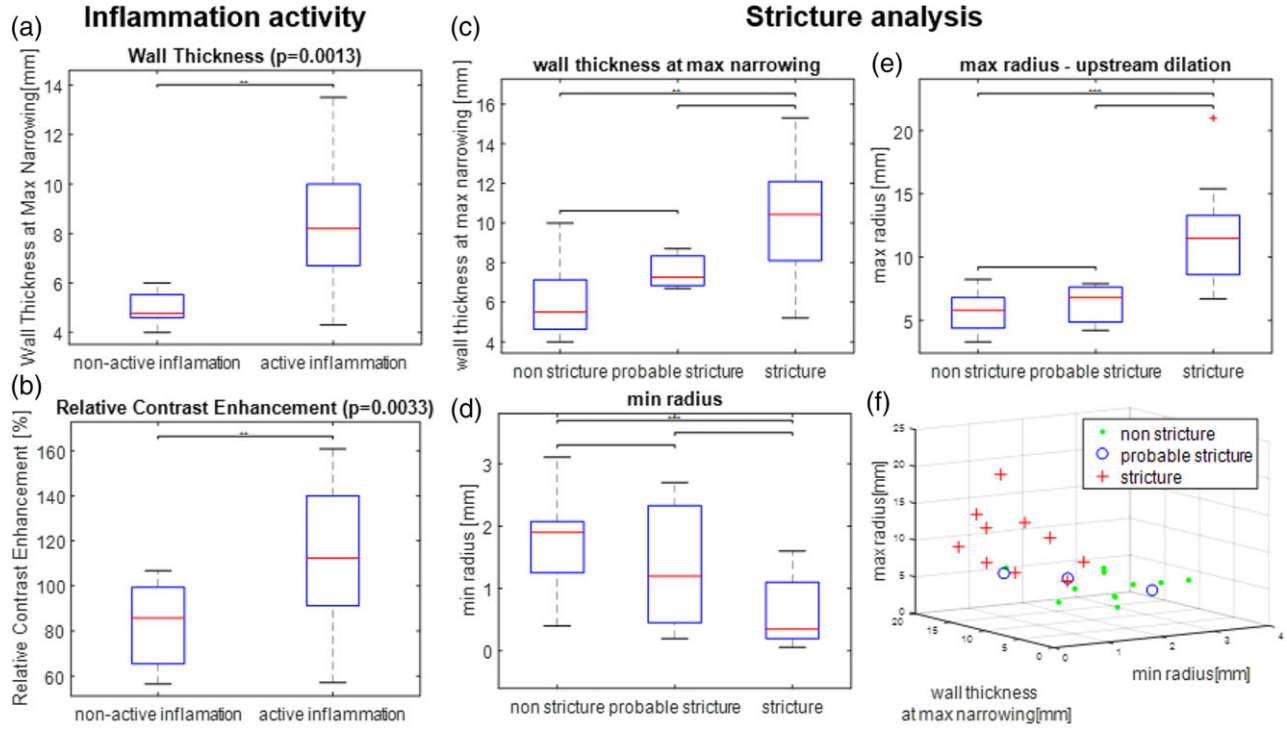 Inflammation activity
Stricture analysis
(a)
Wall Thickness (p=0.0013)
Wall Thickness at Max Narrowing[mm]
14
12
10
8
6
4
**
non-active inflamation
active inflammation
(b)
Relative Contrast Enhancement (p=0.0033)
Relative Contrast Enhancement [%]
160
140
120
100
80
60
**
non-active inflamation
active inflammation
(c)
wall thickness at max narrowing
wall thickness at max narrowing [mm]
16
14
12
10
8
6
4
**
non stricture
probable stricture
stricture
(d)
min radius
min radius [mm]
3
2
1
0
***
non stricture
probable stricture
stricture
(e)
max radius - upstream dilation
max radius [mm]
20
15
10
5
***
non stricture
probable stricture
stricture
(f)
non stricture
probable stricture
stricture
max radius[mm]
25
20
15
10
5
0
20
15
10
5
0
wall thickness
at max narrowing[mm]
0
1
2
3
4
min radius[mm]